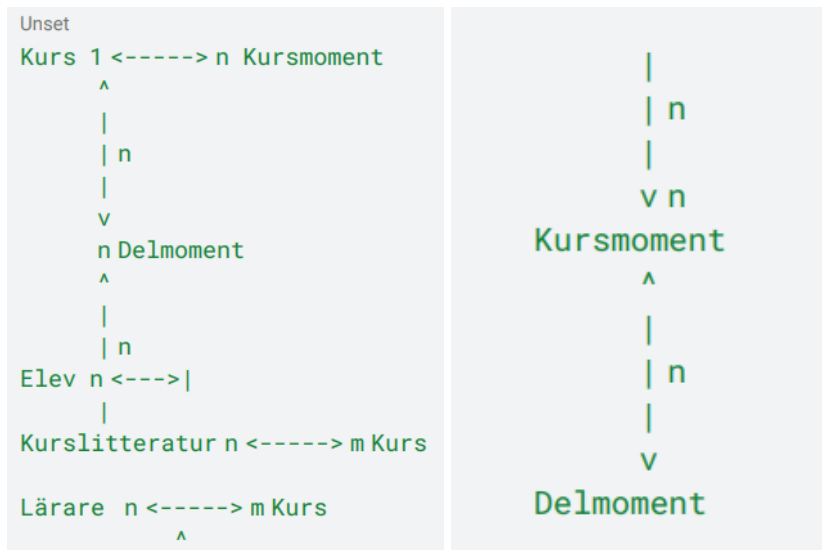 Unset
Kurs 1 <-----> n Kursmoment
^
|
| n
|
v
n Delmoment
^
|
| n
Elev n <--->|
|
Kurslitteratur n <-----> m Kurs
Lärare n <-----> m Kurs
^
|
| n
|
v n
Kursmoment
^
|
| n
|
v
Delmoment